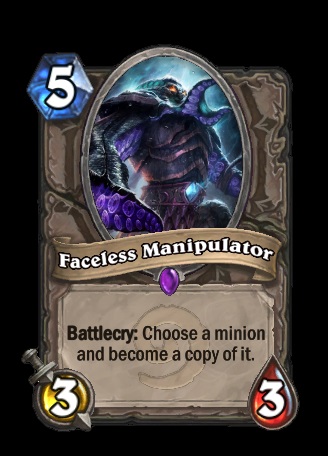 5
Faceless Manipulator
Battlecry: Choose a minion
and become a copy of it.
3
3